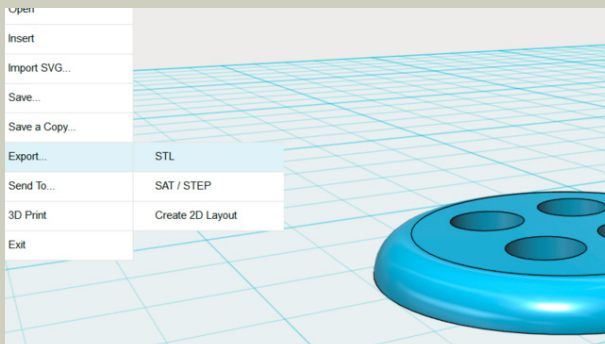 Open
Insert
Import SVG...
Save...
Save a Copy...
Export...
STL
Send To...
SAT / STEP
3D Print
Create 2D Layout
Exit